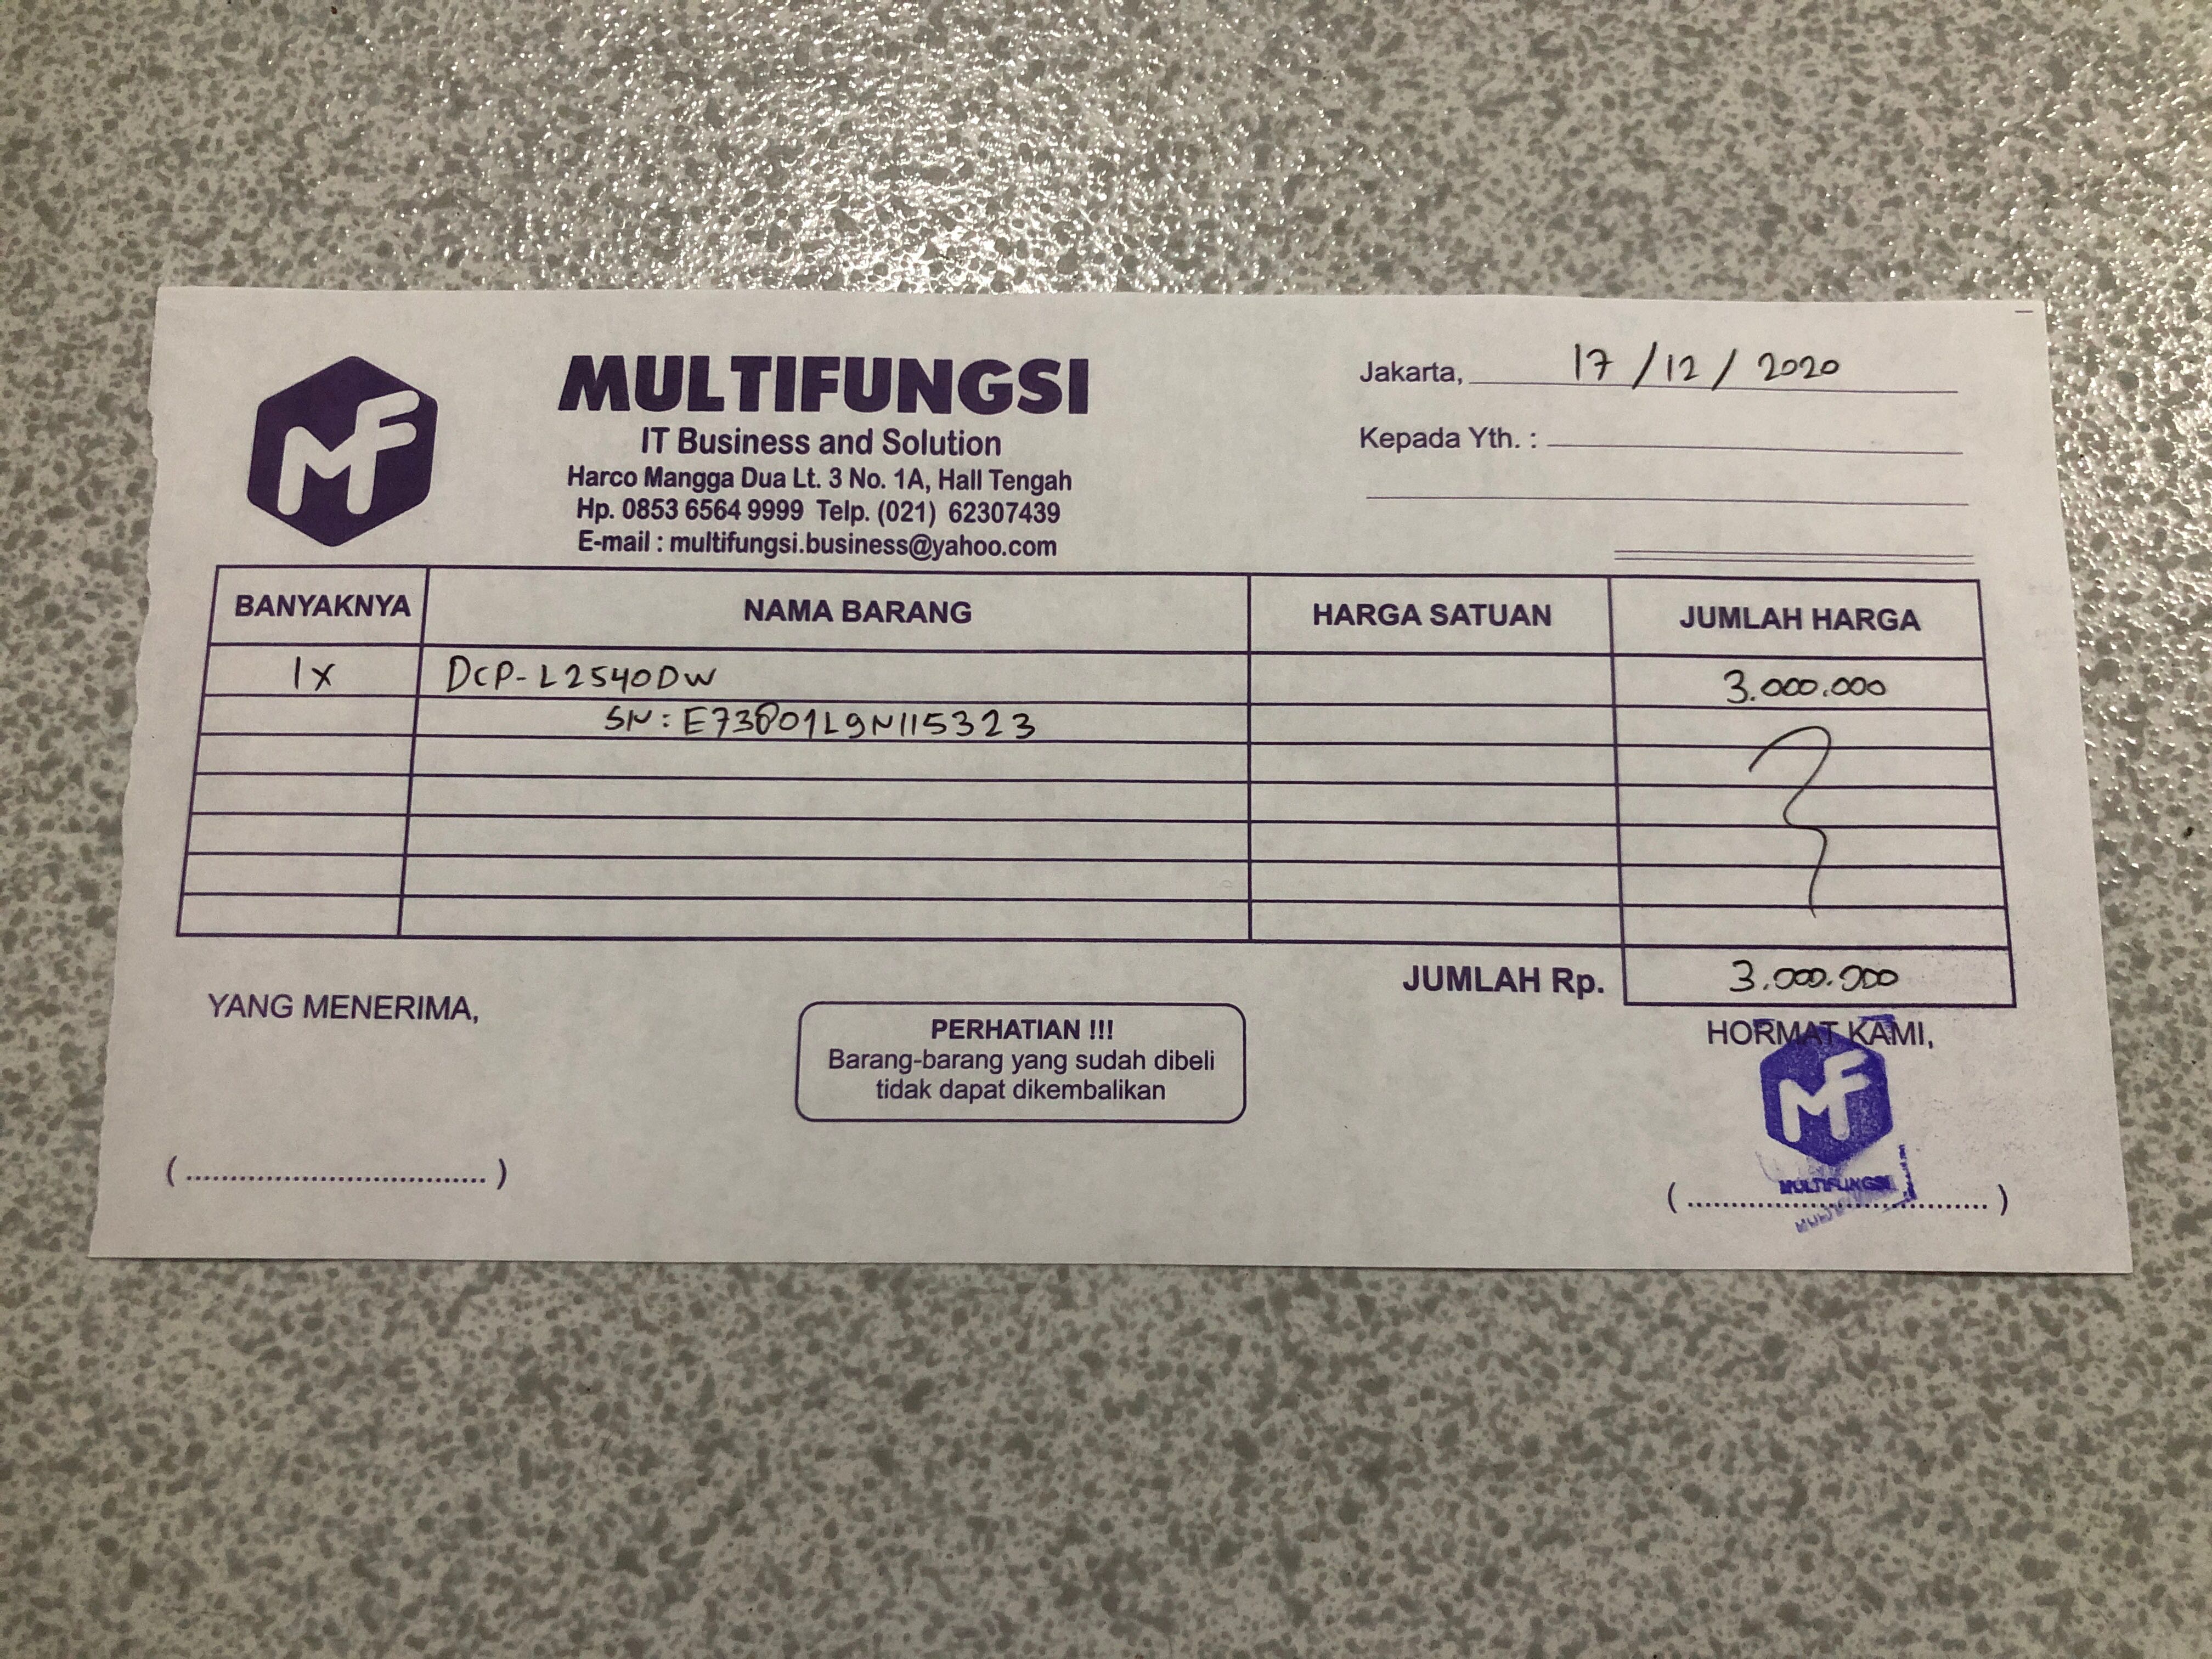 MF
MULTIFUNGSI
IT Business and Solution
Harco Mangga Dua Lt. 3 No. 1A, Hall Tengah
Hp. 0853 6564 9999 Telp. (021) 62307439
E-mail : multifungsi.business@yahoo.com
Jakarta, 17/12/2020
Kepada Yth. :
BANYAKNYA NAMA BARANG HARGA SATUAN JUMLAH HARGA
1x DCP-L2540DW 3.000.000
SN: E73801L9N115323
JUMLAH Rp. 3.000.000
YANG MENERIMA,
PERHATIAN !!!
Barang-barang yang sudah dibeli
tidak dapat dikembalikan
HORMAT KAMI,
MF
MULTIFUNGSI